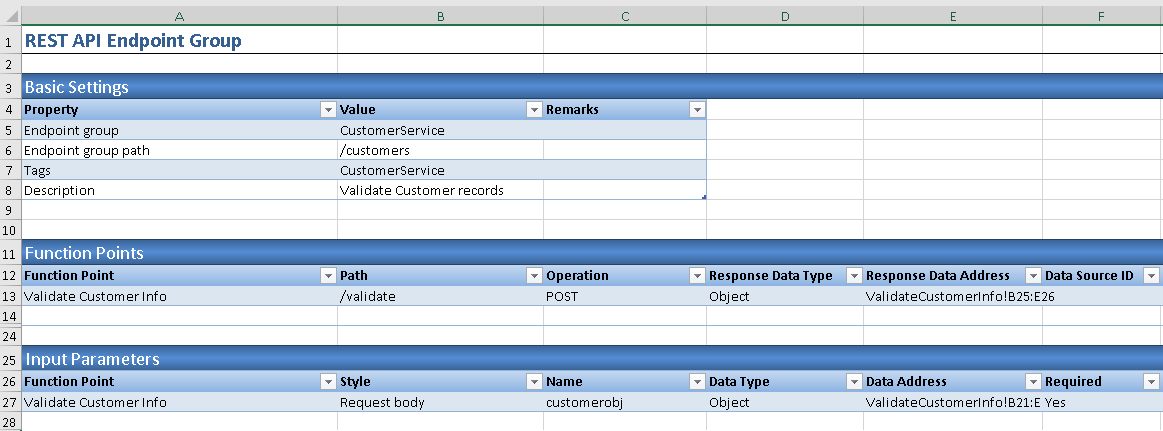 A B C D E F
1 REST API Endpoint Group
2
3 Basic Settings
4 Property Value Remarks
5 Endpoint group CustomerService
6 Endpoint group path /customers
7 Tags CustomerService
8 Description Validate Customer records
9
10
11 Function Points
12 Function Point Path Operation Response Data Type Response Data Address Data Source ID
13 Validate Customer Info /validate POST Object ValidateCustomerInfo!B25:E26
14
24
25 Input Parameters
26 Function Point Style Name Data Type Data Address Required
27 Validate Customer Info Request body customerobj Object ValidateCustomerInfo!B21:E Yes
28